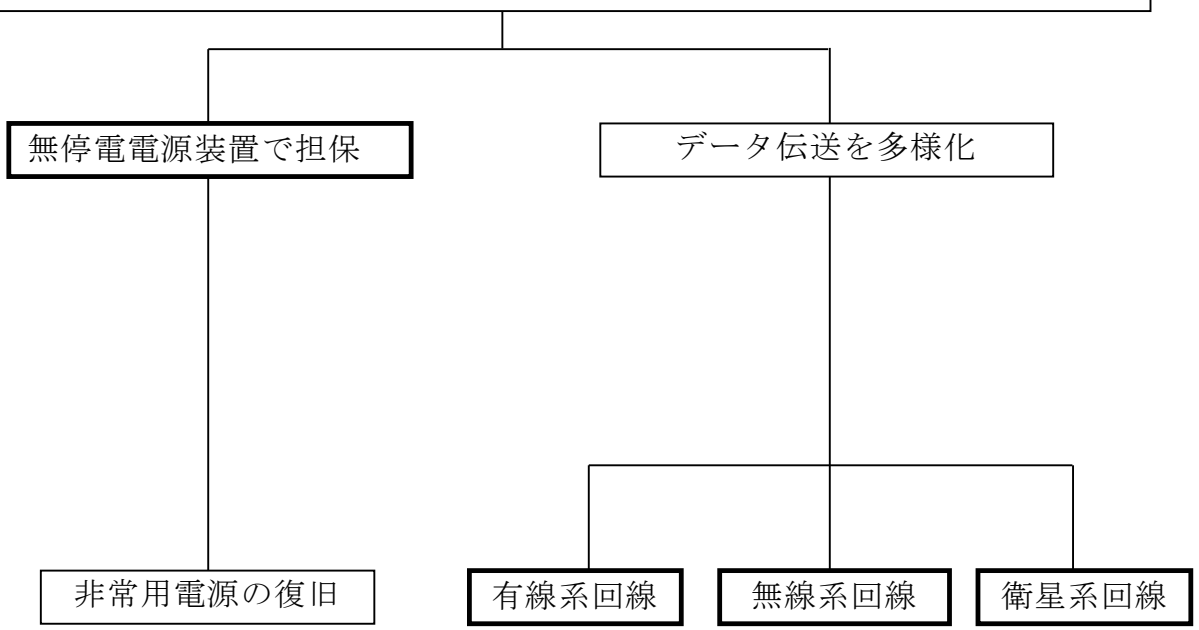 無停電電源装置で担保
データ伝送を多様化
非常用電源の復旧
有線系回線
無線系回線
衛星系回線